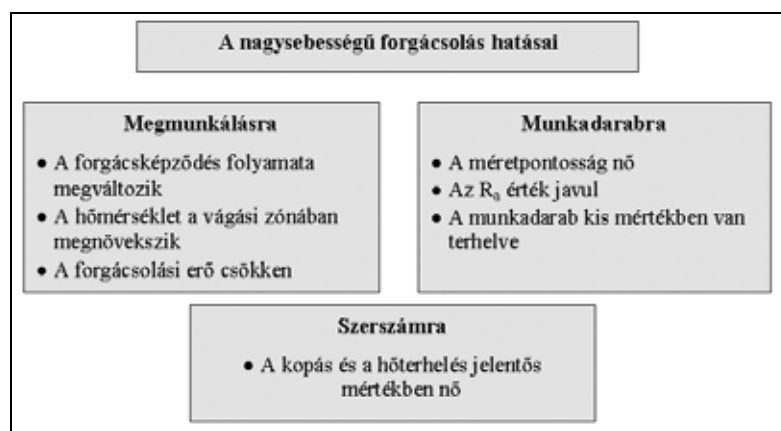 A nagysebességű forgácsolás hatásai
Megmunkálásra
• A forgácsképződés folyamata
megváltozik
• A hőmérséklet a vágási zónában
megnövekszik
• A forgácsolási erő csökken
Munkadarabra
• A méretpontosság nő
• Az Ra érték javul
• A munkadarab kis mértékben van
terhelve
Szerszámra
• A kopás és a hőterhelés jelentős
mértékben nő